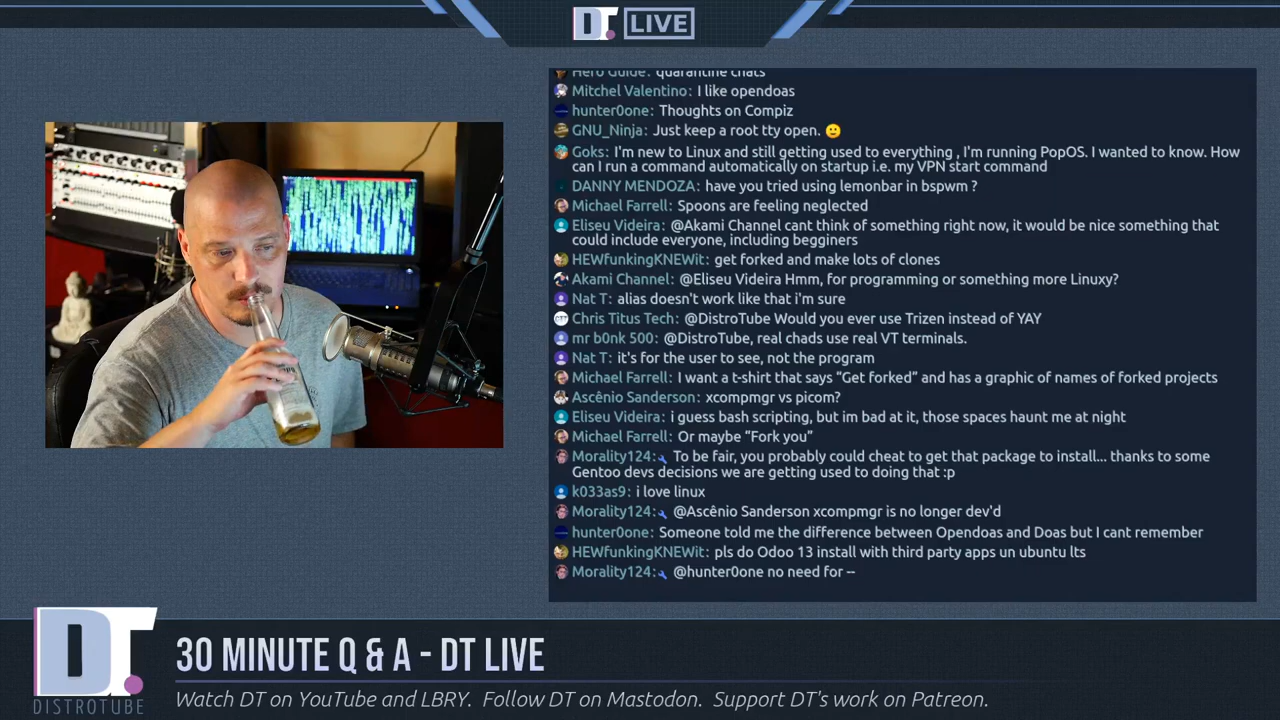 DT. LIVE
Hero Guide: quarantine chats
Mitchel Valentino: I like opendoas
hunter0one: Thoughts on Compiz
GNU_Ninja: Just keep a root tty open. 🙂
Goks: I'm new to Linux and still getting used to everything , I'm running PopOS. I wanted to know. How
can I run a command automatically on startup i.e. my VPN start command
DANNY MENDOZA: have you tried using lemonbar in bspwm ?
Michael Farrell: Spoons are feeling neglected
Eliseu Videira: @Akami Channel cant think of something right now, it would be nice something that
could include everyone, including begginers
HEWfunkingKNEWit: get forked and make lots of clones
Akami Channel: @Eliseu Videira Hmm, for programming or something more Linuxy?
Nat T: alias doesn't work like that i'm sure
Chris Titus Tech: @DistroTube Would you ever use Trizen instead of YAY
mr b0nk 500: @DistroTube, real chads use real VT terminals.
Nat T: it's for the user to see, not the program
Michael Farrell: I want a t-shirt that says “Get forked” and has a graphic of names of forked projects
Ascênio Sanderson: xcompmgr vs picom?
Eliseu Videira: i guess bash scripting, but im bad at it, those spaces haunt me at night
Michael Farrell: Or maybe “Fork you”
Morality124: To be fair, you probably could cheat to get that package to install... thanks to some
Gentoo devs decisions we are getting used to doing that :p
k033as9: i love linux
Morality124: @Ascênio Sanderson xcompmgr is no longer dev'd
hunter0one: Someone told me the difference between Opendoas and Doas but I cant remember
HEWfunkingKNEWit: pls do Odoo 13 install with third party apps un ubuntu lts
Morality124: @hunter0one no need for --
DT.
DISTROTUBE
30 MINUTE Q & A - DT LIVE
Watch DT on YouTube and LBRY. Follow DT on Mastodon. Support DT's work on Patreon.